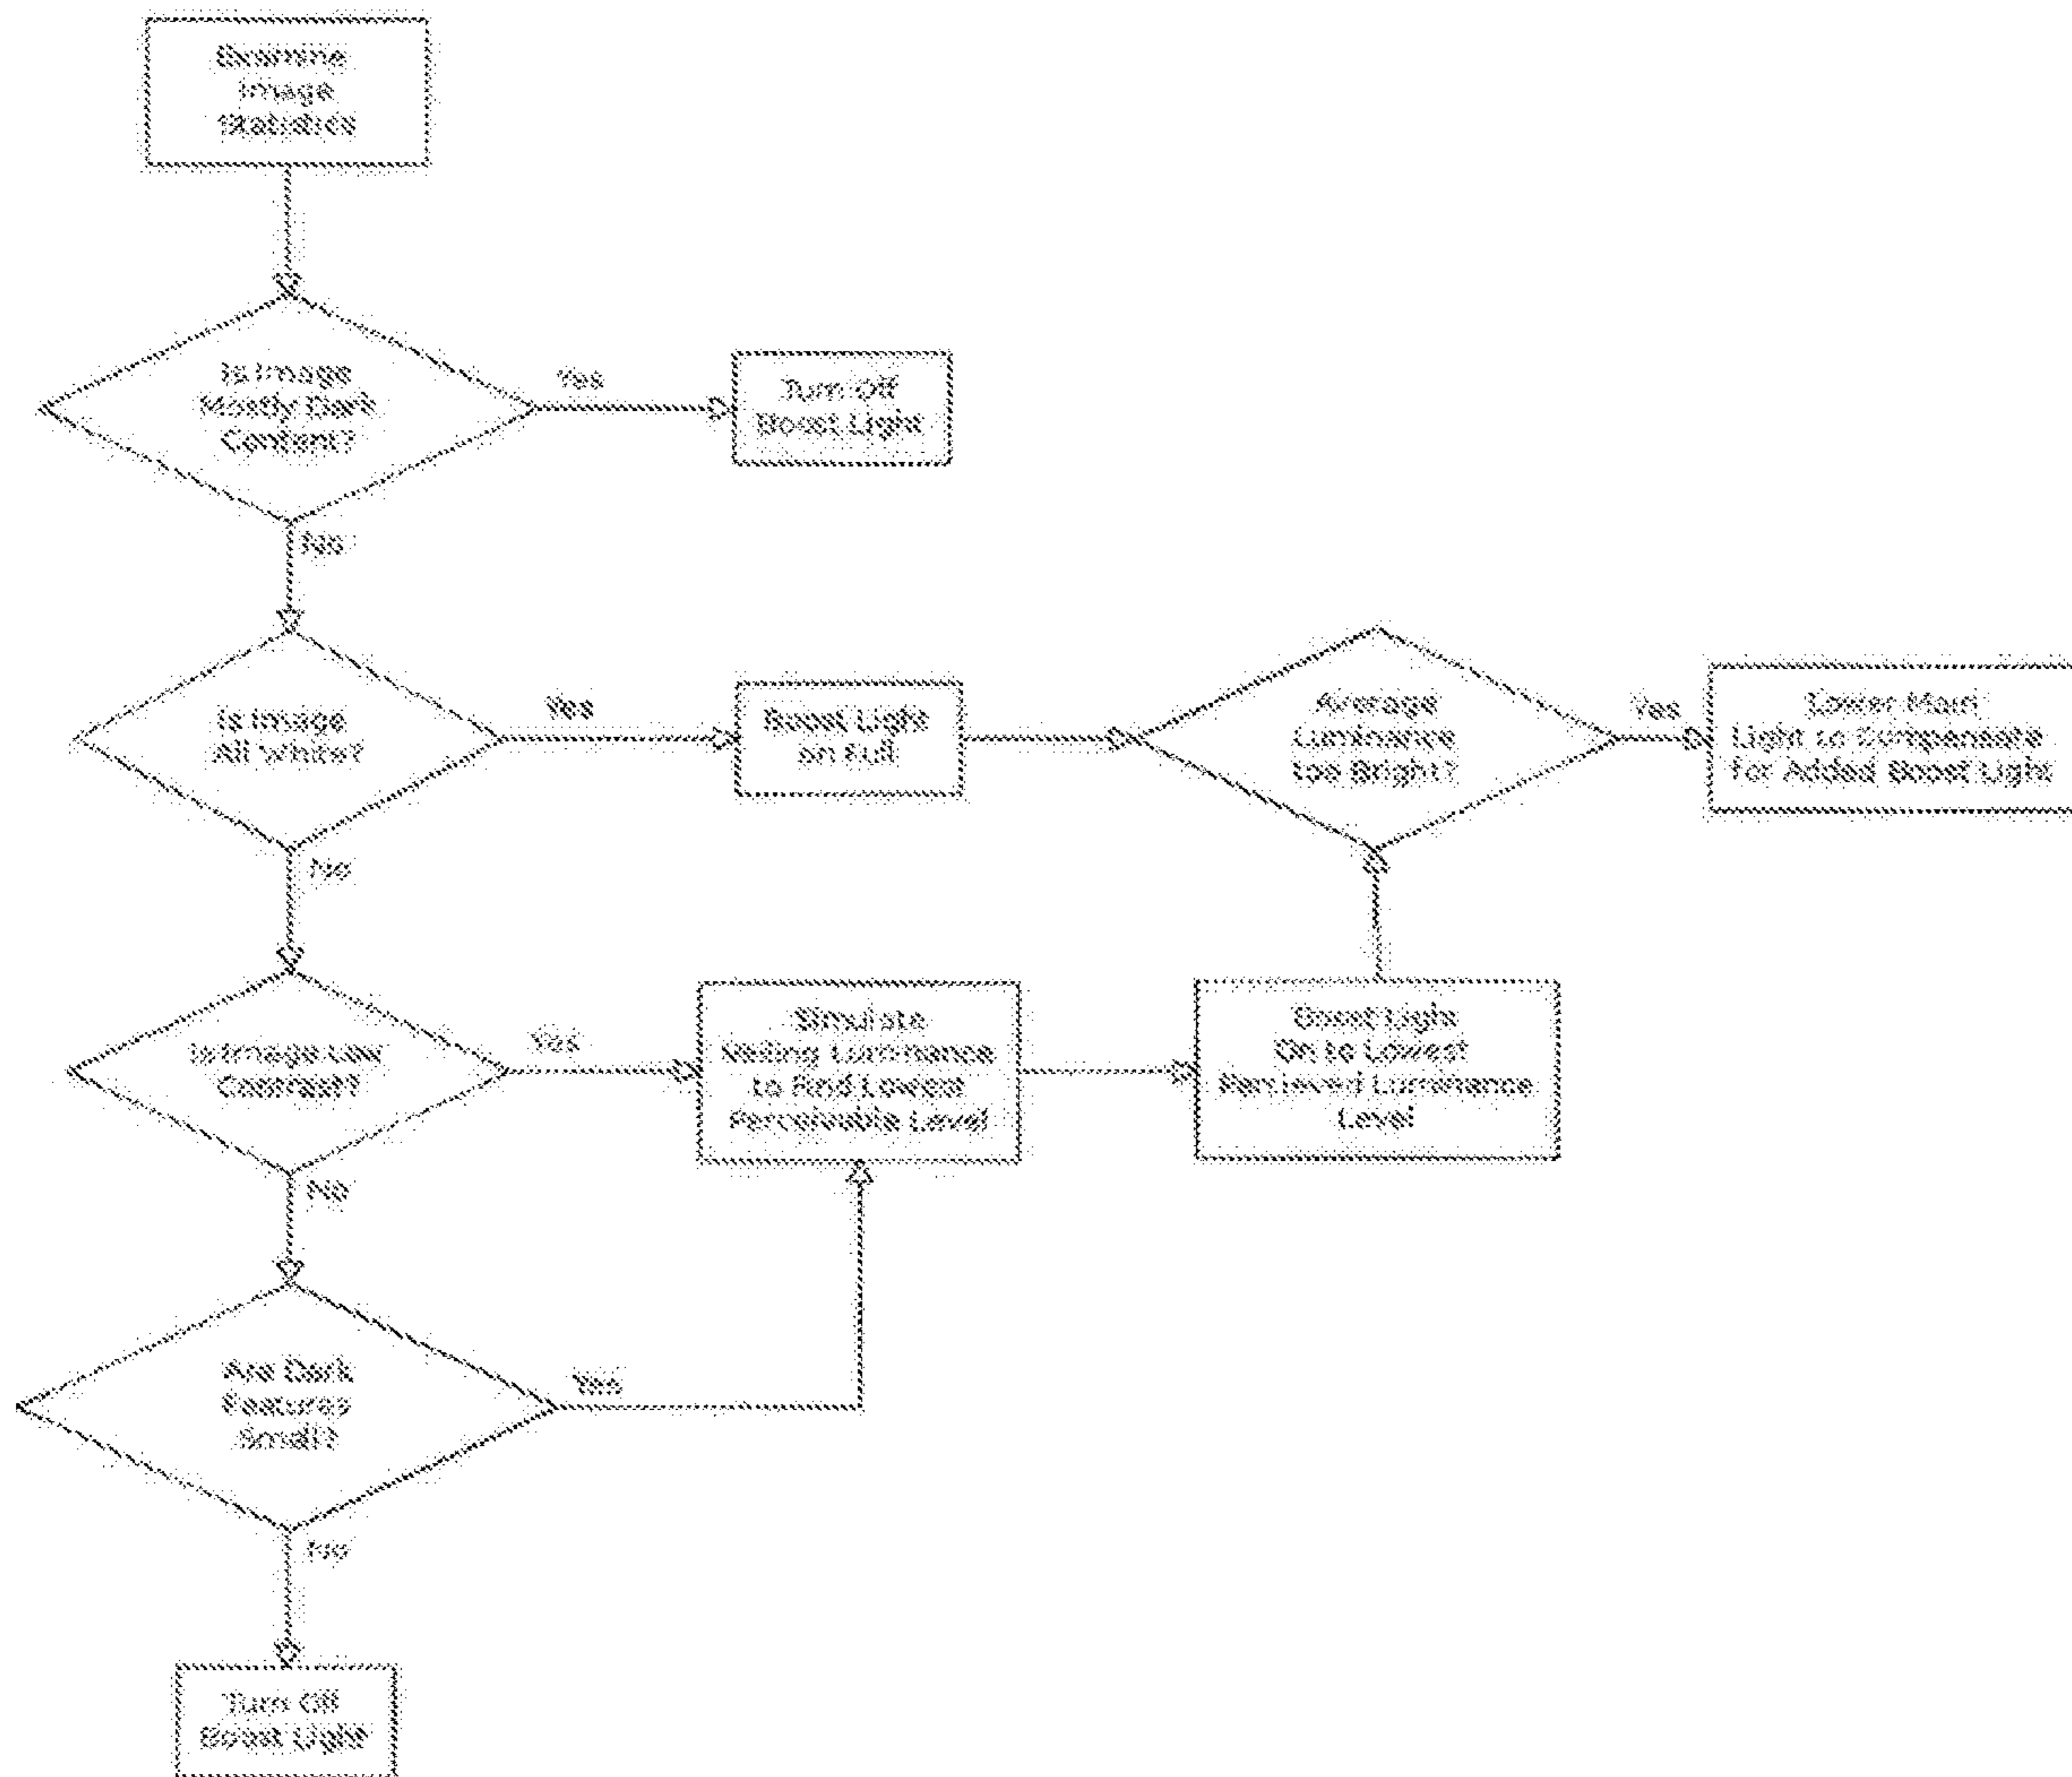 Examine
Image
Statistics
Is Image
Mostly Dark
Content?
Yes
Turn Off
Boost Light
No
Is Image
All White?
Yes
Boost Light
on Full
Average
Luminance
too Bright?
Yes
Lower Main
Light to Compensate
for Added Boost Light
No
Is Image Low
Contrast?
Yes
Simulate
Veiling Luminance
to Find Lowest
Perceivable Level
Boost Light
On to Lowest
Percieved Luminance
Level
No
Are Dark
Features
Small?
Yes
No
Turn Off
Boost Light